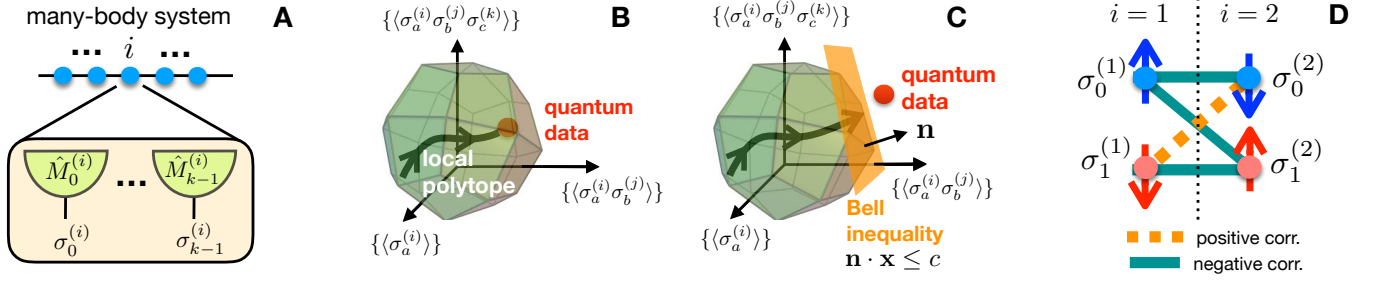 many-body system
A
... i ...
M̂_0^{(i)} ... M̂_{k-1}^{(i)}
σ_0^{(i)} σ_{k-1}^{(i)}
B
{⟨σ_a^{(i)} σ_b^{(j)} σ_c^{(k)}⟩}
quantum
data
local
polytope
{⟨σ_a^{(i)} σ_b^{(j)}⟩}
{⟨σ_a^{(i)}⟩}
C
{⟨σ_a^{(i)} σ_b^{(j)} σ_c^{(k)}⟩}
quantum
data
n
{⟨σ_a^{(i)} σ_b^{(j)}⟩}
{⟨σ_a^{(i)}⟩}
Bell
inequality
n · x ≤ c
D
i = 1 i = 2
σ_0^{(1)} σ_0^{(2)}
σ_1^{(1)} σ_1^{(2)}
positive corr.
negative corr.